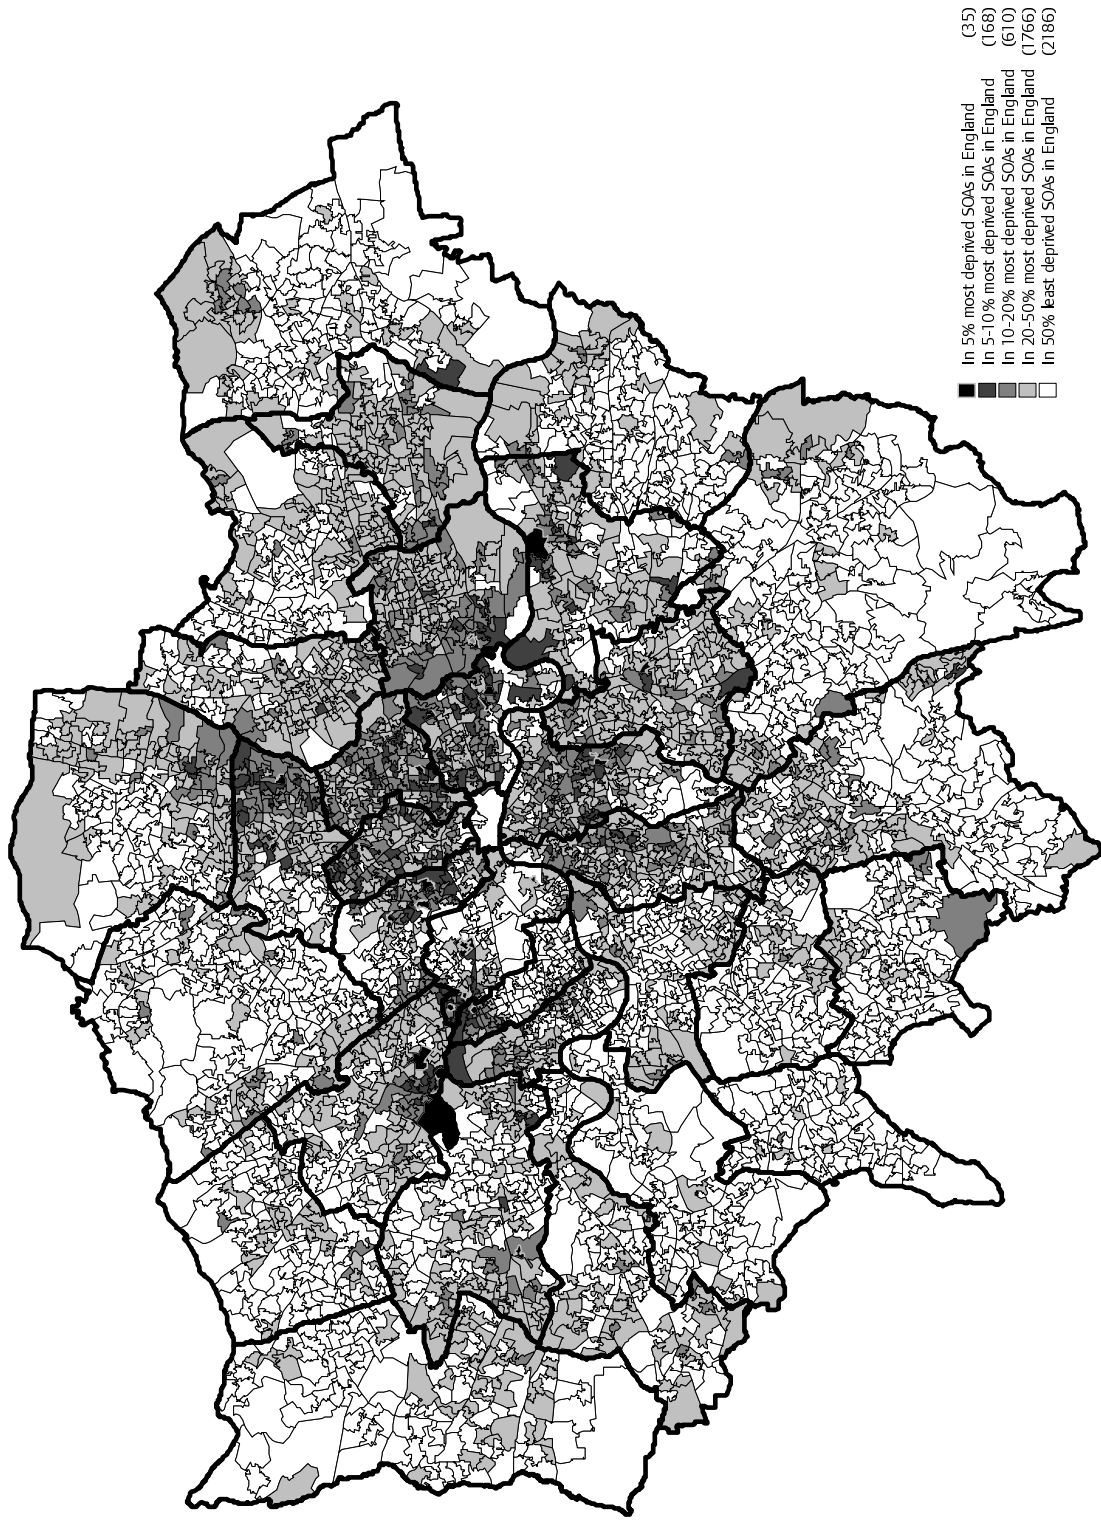 In 5% most deprived SOAs in England (35)
In 5-10% most deprived SOAs in England (168)
In 10-20% most deprived SOAs in England (610)
In 20-50% most deprived SOAs in England (1766)
In 50% least deprived SOAs in England (2186)